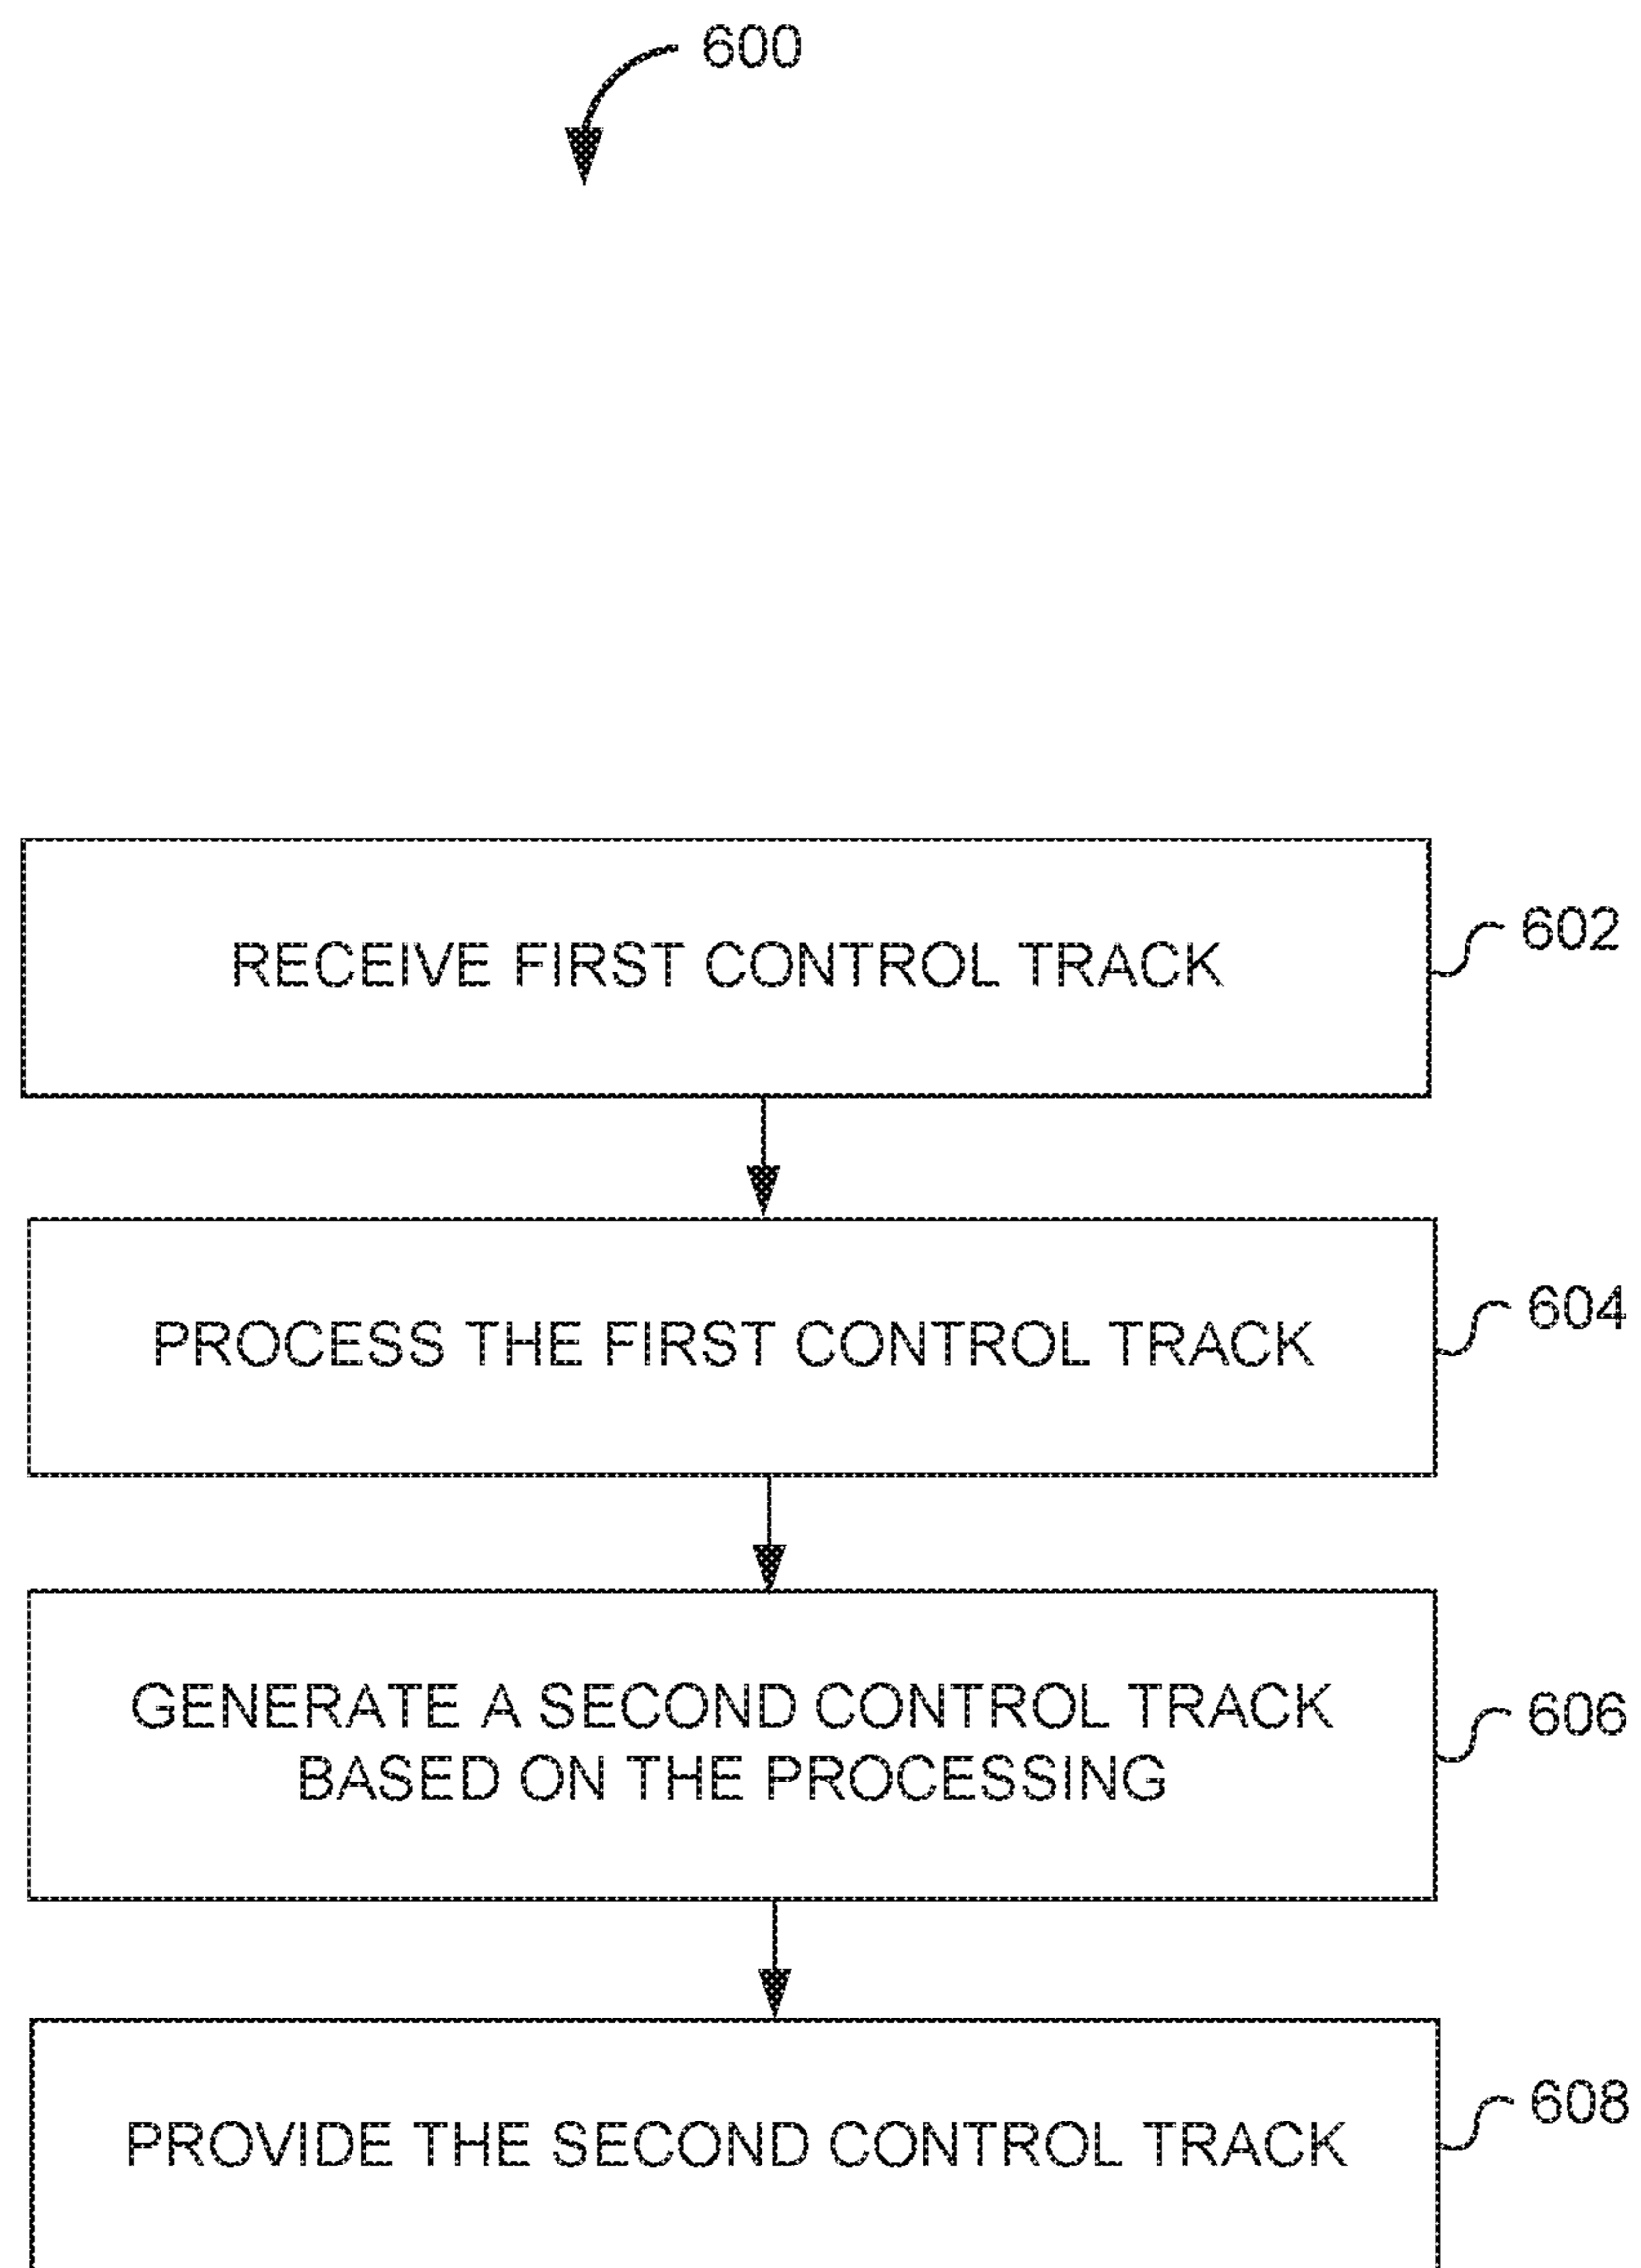 600
RECEIVE FIRST CONTROL TRACK
602
PROCESS THE FIRST CONTROL TRACK
604
GENERATE A SECOND CONTROL TRACK
BASED ON THE PROCESSING
606
PROVIDE THE SECOND CONTROL TRACK
608